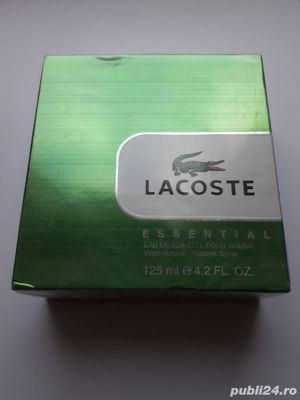 LACOSTE
ESSENTIAL
EAU DE TOILETTE POUR HOMME
Vaporisateur - Natural Spray
125 ml ℮ 4.2 FL. OZ.
publi24.ro